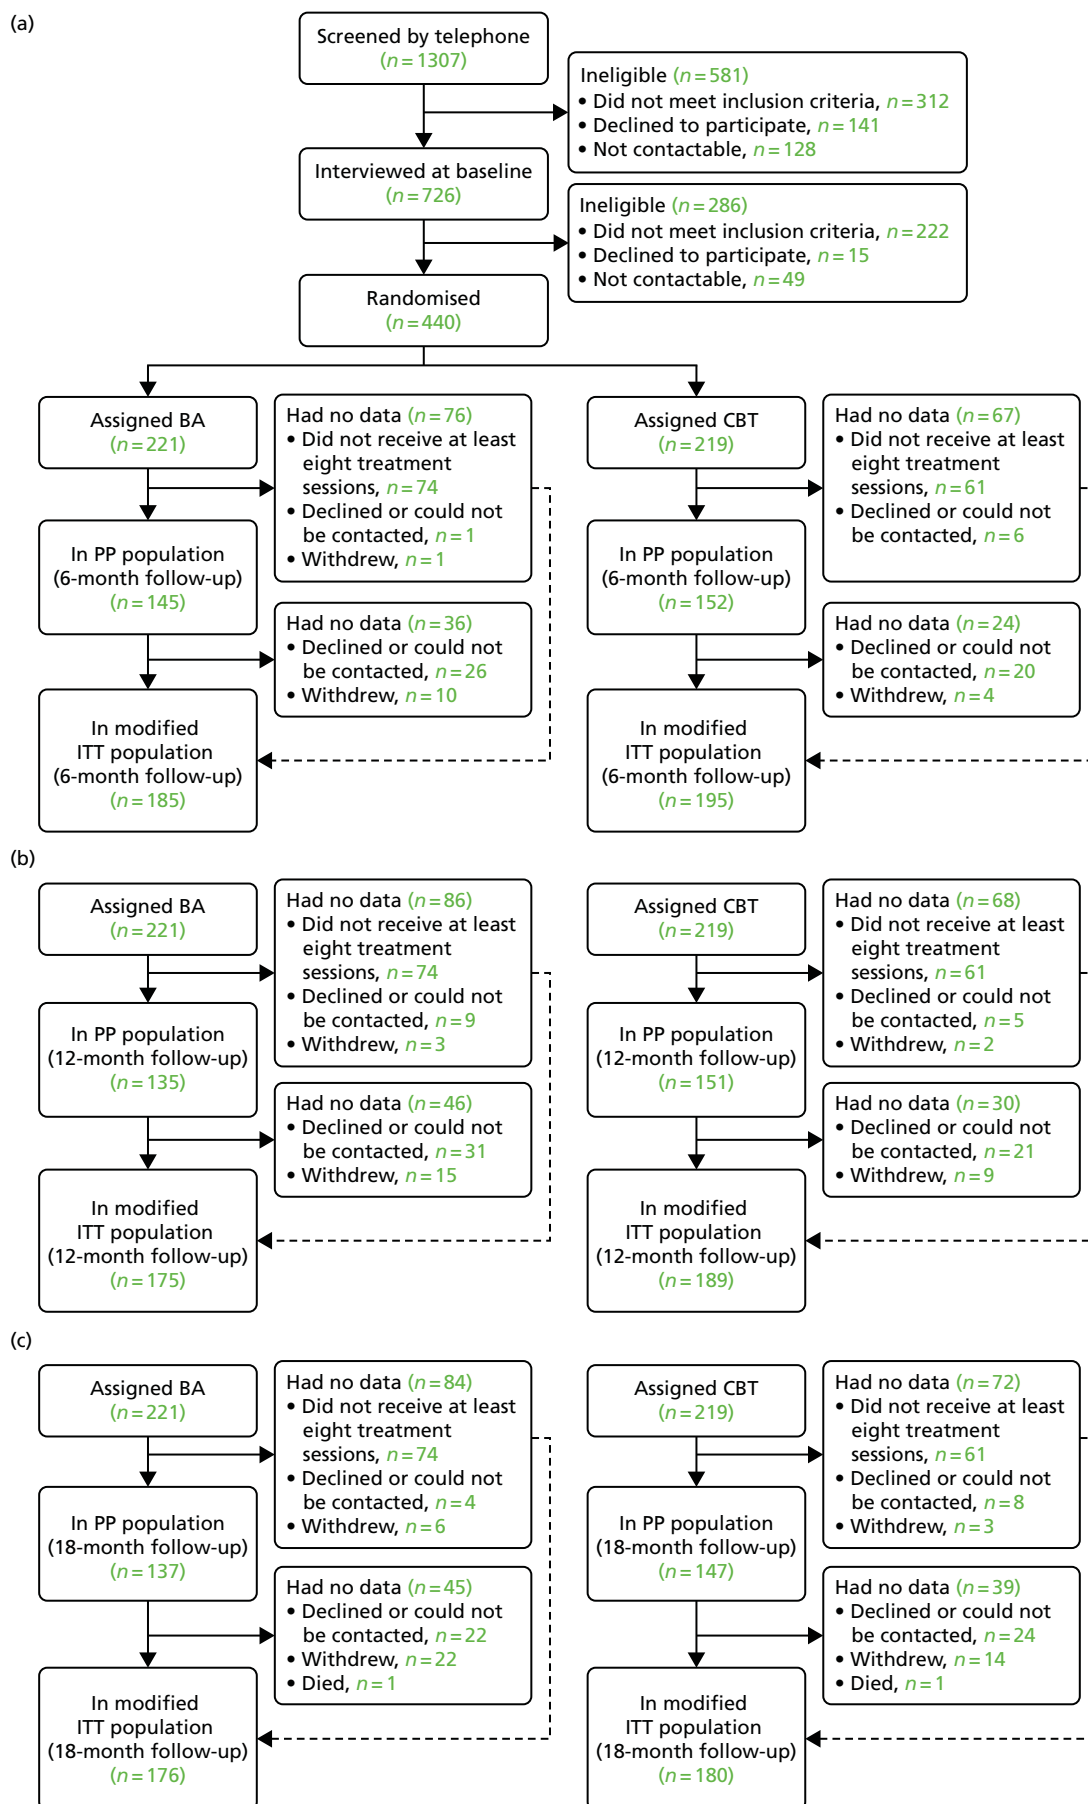 (a)
Screened by telephone
(n=1307)
Ineligible (n=581)
• Did not meet inclusion criteria, n=312
• Declined to participate, n=141
• Not contactable, n=128
Interviewed at baseline
(n=726)
Ineligible (n=286)
• Did not meet inclusion criteria, n=222
• Declined to participate, n=15
• Not contactable, n=49
Randomised
(n=440)
Assigned BA
(n=221)
Had no data (n=76)
• Did not receive at least
eight treatment
sessions, n=74
• Declined or could not
be contacted, n=1
• Withdrew, n=1
In PP population
(6-month follow-up)
(n=145)
Had no data (n=36)
• Declined or could not
be contacted, n=26
• Withdrew, n=10
In modified
ITT population
(6-month follow-up)
(n=185)
Assigned CBT
(n=219)
Had no data (n=67)
• Did not receive at least
eight treatment
sessions, n=61
• Declined or could not
be contacted, n=6
In PP population
(6-month follow-up)
(n=152)
Had no data (n=24)
• Declined or could not
be contacted, n=20
• Withdrew, n=4
In modified
ITT population
(6-month follow-up)
(n=195)
(b)
Assigned BA
(n=221)
Had no data (n=86)
• Did not receive at least
eight treatment
sessions, n=74
• Declined or could not
be contacted, n=9
• Withdrew, n=3
In PP population
(12-month follow-up)
(n=135)
Had no data (n=46)
• Declined or could not
be contacted, n=31
• Withdrew, n=15
In modified
ITT population
(12-month follow-up)
(n=175)
Assigned CBT
(n=219)
Had no data (n=68)
• Did not receive at least
eight treatment
sessions, n=61
• Declined or could not
be contacted, n=5
• Withdrew, n=2
In PP population
(12-month follow-up)
(n=151)
Had no data (n=30)
• Declined or could not
be contacted, n=21
• Withdrew, n=9
In modified
ITT population
(12-month follow-up)
(n=189)
(c)
Assigned BA
(n=221)
Had no data (n=84)
• Did not receive at least
eight treatment
sessions, n=74
• Declined or could not
be contacted, n=4
• Withdrew, n=6
In PP population
(18-month follow-up)
(n=137)
Had no data (n=45)
• Declined or could not
be contacted, n=22
• Withdrew, n=22
• Died, n=1
In modified
ITT population
(18-month follow-up)
(n=176)
Assigned CBT
(n=219)
Had no data (n=72)
• Did not receive at least
eight treatment
sessions, n=61
• Declined or could not
be contacted, n=8
• Withdrew, n=3
In PP population
(18-month follow-up)
(n=147)
Had no data (n=39)
• Declined or could not
be contacted, n=24
• Withdrew, n=14
• Died, n=1
In modified
ITT population
(18-month follow-up)
(n=180)